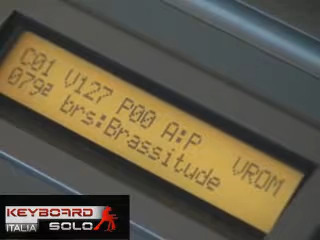 C01 V127 P00 A:P VROM
079a brs:Brassitude
KEYBOARD
ITALIA SOLO